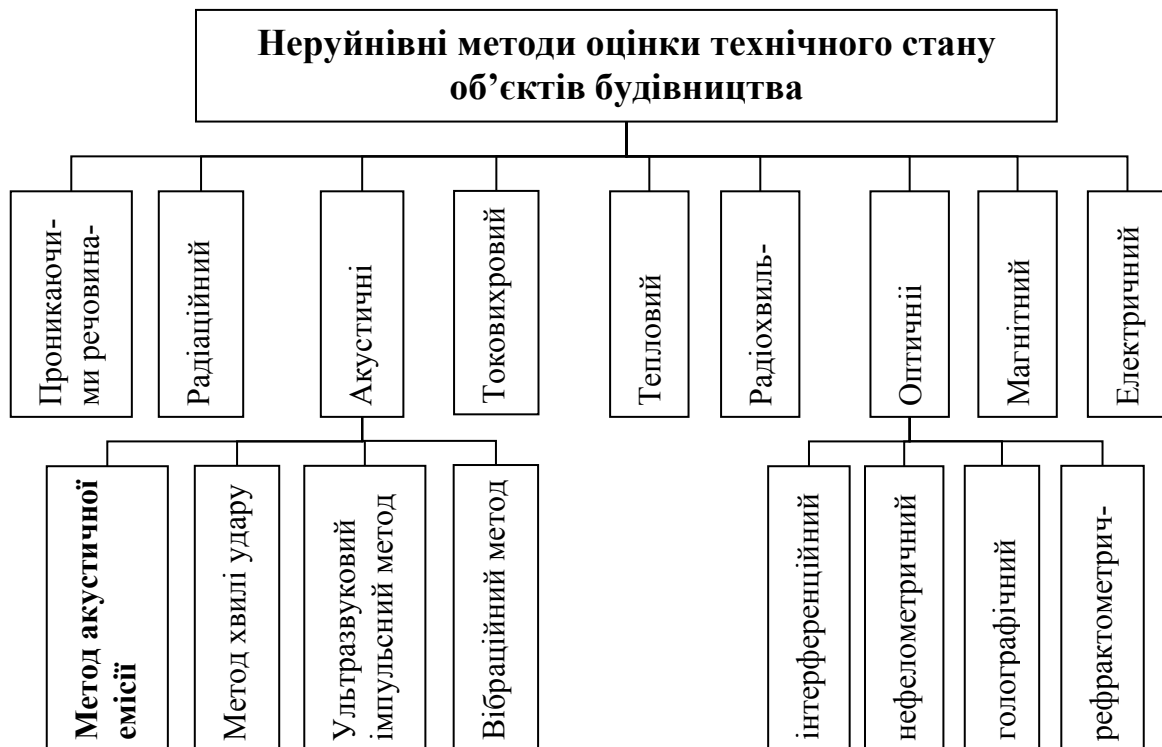 Неруйнівні методи оцінки технічного стану
об’єктів будівництва
Проникаючи-
ми речовина-
Радіаційний
Акустичні
Токовихровий
Тепловий
Радіохвиль-
Оптичніі
Магнітний
Електричний
Метод акустичної
емісії
Метод хвилі удару
Ультразвуковий
імпульсний метод
Вібраційний метод
інтерференційний
нефелометричний
голографічний
рефрактометрич-